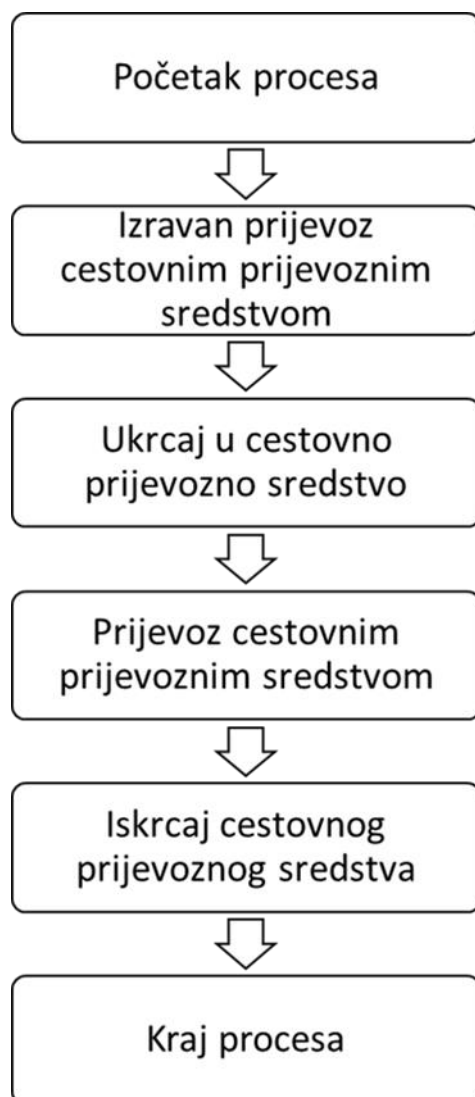 Početak procesa
Izravan prijevoz
cestovnim prijevoznim
sredstvom
Ukrcaj u cestovno
prijevozno sredstvo
Prijevoz cestovnim
prijevoznim sredstvom
Iskrcaj cestovnog
prijevoznog sredstva
Kraj procesa